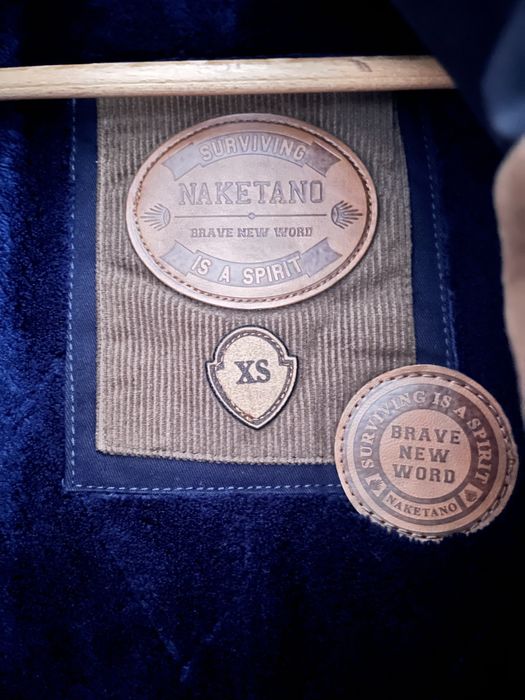 SURVIVING
NAKETANO
BRAVE NEW WORD
IS A SPIRIT
XS
SURVIVING IS A SPIRIT
BRAVE
NEW
WORD
NAKETANO